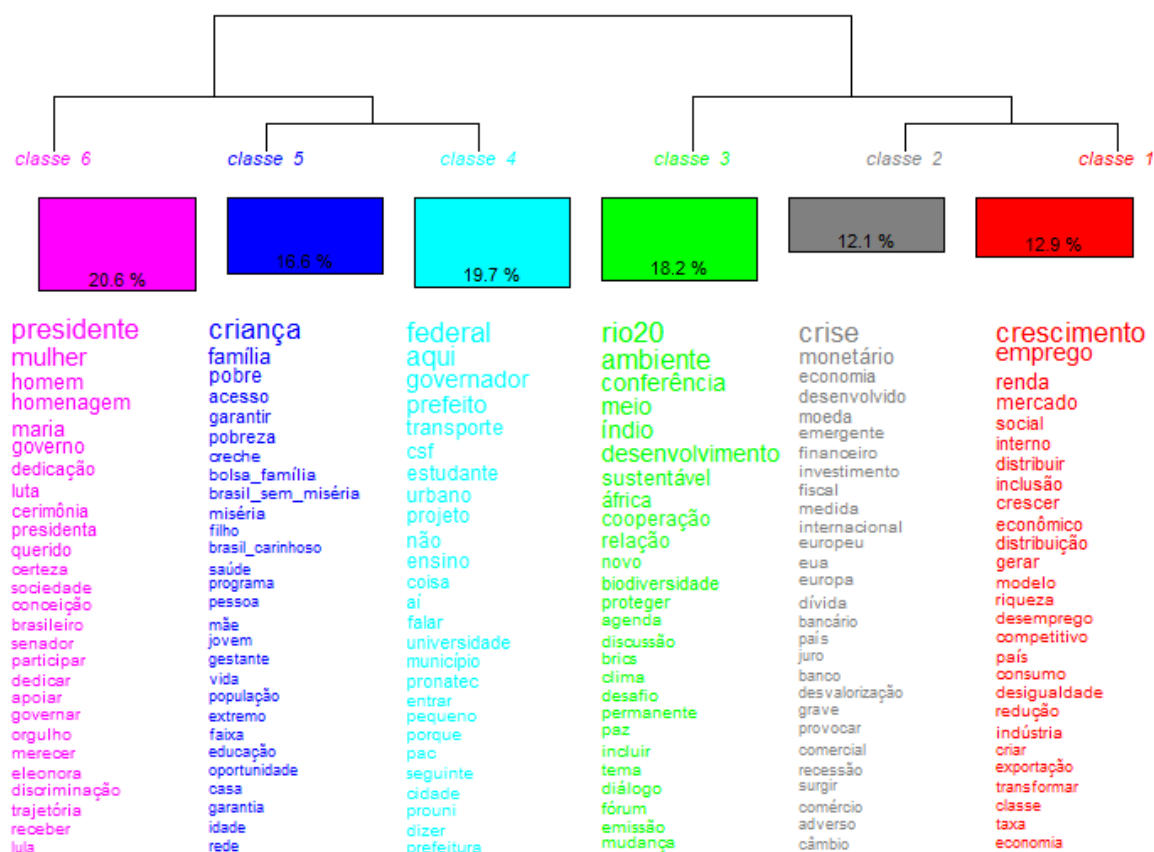 classe 6
classe 5
classe 4
classe 3
classe 2
classe 1
20.6 %
16.6 %
19.7 %
18.2 %
12.1 %
12.9 %
presidente
mulher
homem
homenagem
maria
governo
dedicação
luta
cerimônia
presidenta
querido
certeza
sociedade
conceição
brasileiro
senador
participar
dedicar
apoiar
governar
orgulho
merecer
eleonora
discriminação
trajetória
receber
lula
criança
família
pobre
acesso
garantir
pobreza
creche
bolsa_família
brasil_sem_miséria
miséria
filho
brasil_carinhoso
saúde
programa
pessoa
mãe
jovem
gestante
vida
população
extremo
faixa
educação
oportunidade
casa
garantia
idade
rede
federal
aqui
governador
prefeito
transporte
csf
estudante
urbano
projeto
não
ensino
coisa
aí
falar
universidade
município
pronatec
entrar
pequeno
porque
pac
seguinte
cidade
prouni
dizer
prefeitura
rio20
ambiente
conferência
meio
índio
desenvolvimento
sustentável
áfrica
cooperação
relação
novo
biodiversidade
proteger
agenda
discussão
brics
clima
desafio
permanente
paz
incluir
tema
diálogo
fórum
emissão
mudança
crise
monetário
economia
desenvolvido
moeda
emergente
financeiro
investimento
fiscal
medida
internacional
europeu
eua
europa
dívida
bancário
país
juro
banco
desvalorização
grave
provocar
comercial
recessão
surgir
comércio
adverso
câmbio
crescimento
emprego
renda
mercado
social
interno
distribuir
inclusão
crescer
econômico
distribuição
gerar
modelo
riqueza
desemprego
competitivo
país
consumo
desigualdade
redução
indústria
criar
exportação
transformar
classe
taxa
economia